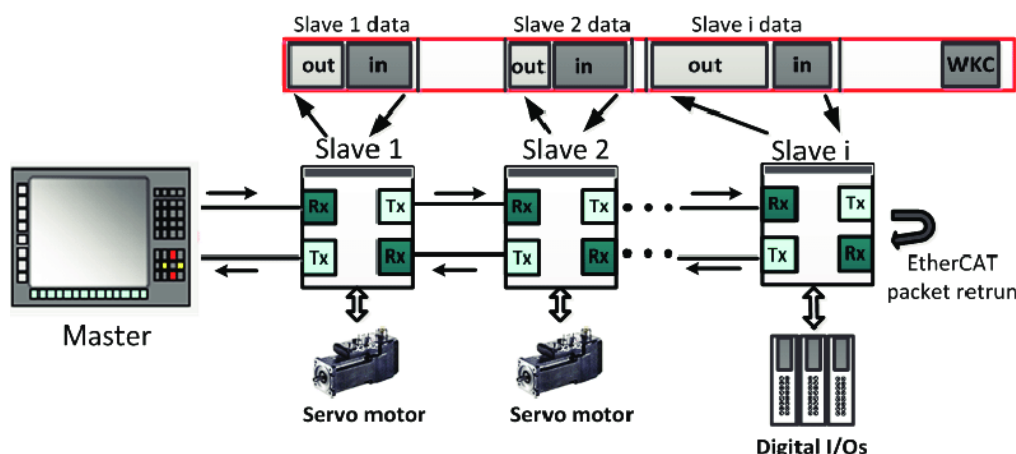 Slave 1 data Slave 2 data Slave i data
out in out in out in WKC
Slave 1 Slave 2 Slave i
Rx Tx Rx Tx Rx Tx
Tx Rx Tx Rx Tx Rx
EtherCAT
packet retrun
Master
Servo motor Servo motor
Digital I/Os